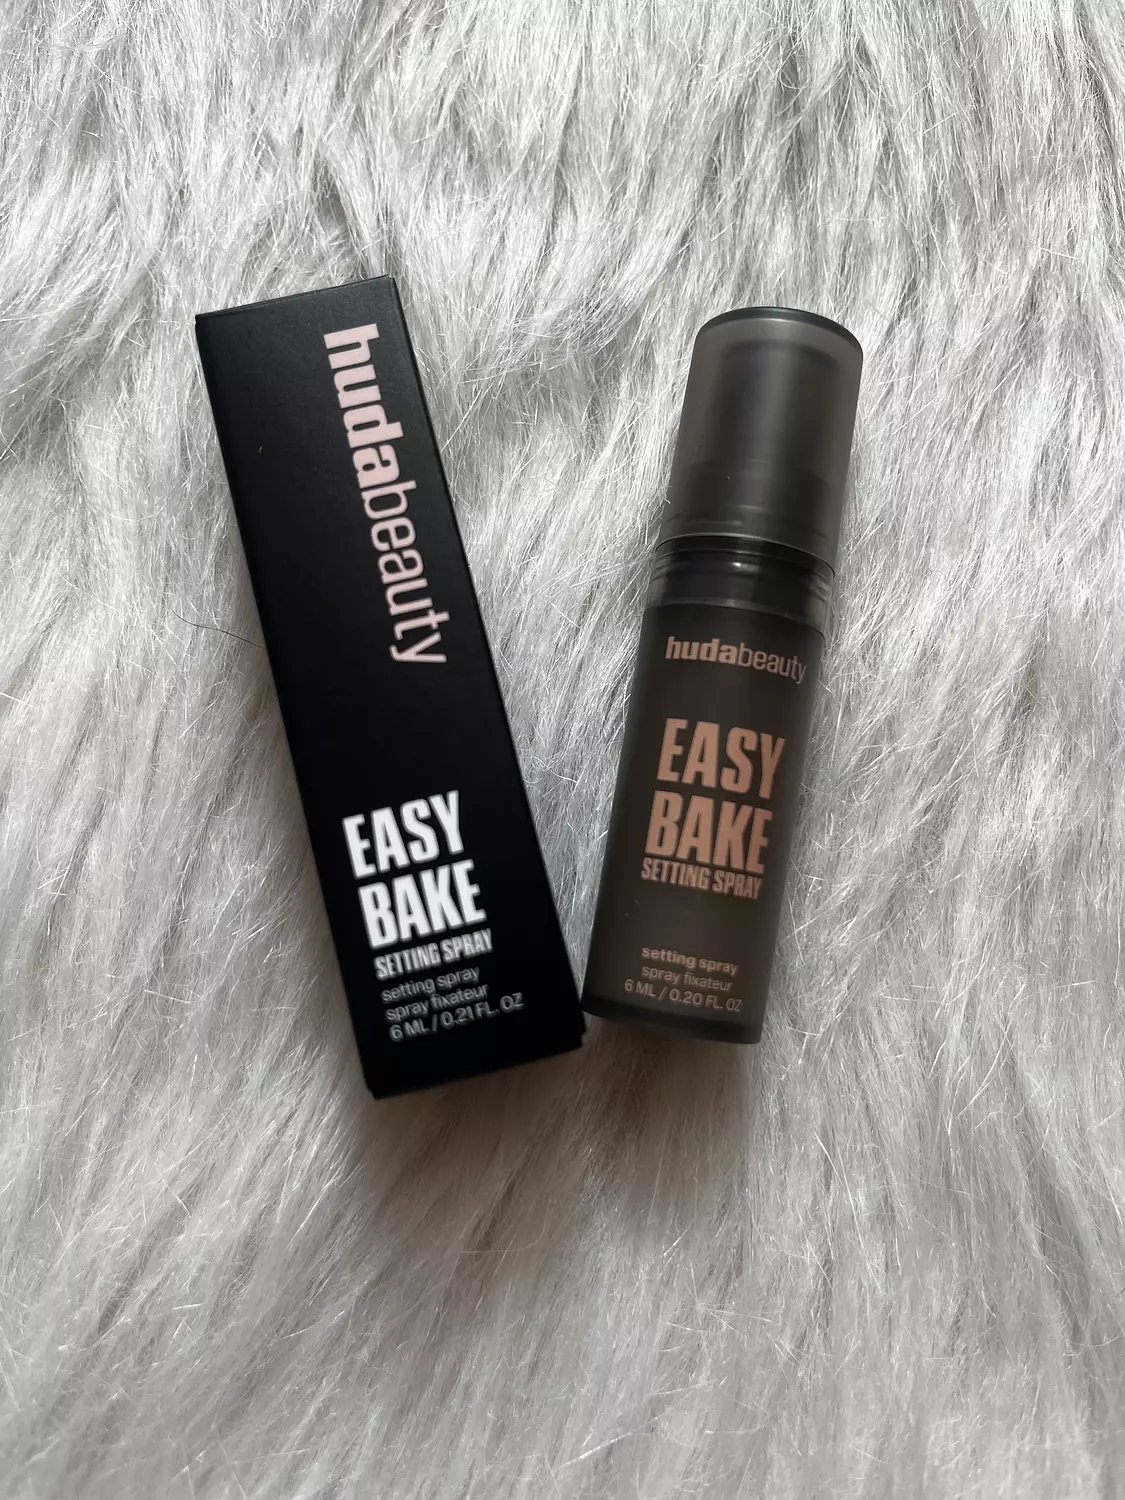 hudabeauty
EASY
BAKE
SETTING SPRAY
setting spray
spray fixateur
6 ML / 0.21 FL. OZ
hudabeauty
EASY
BAKE
SETTING SPRAY
setting spray
spray fixateur
6 ML / 0.20 FL. OZ